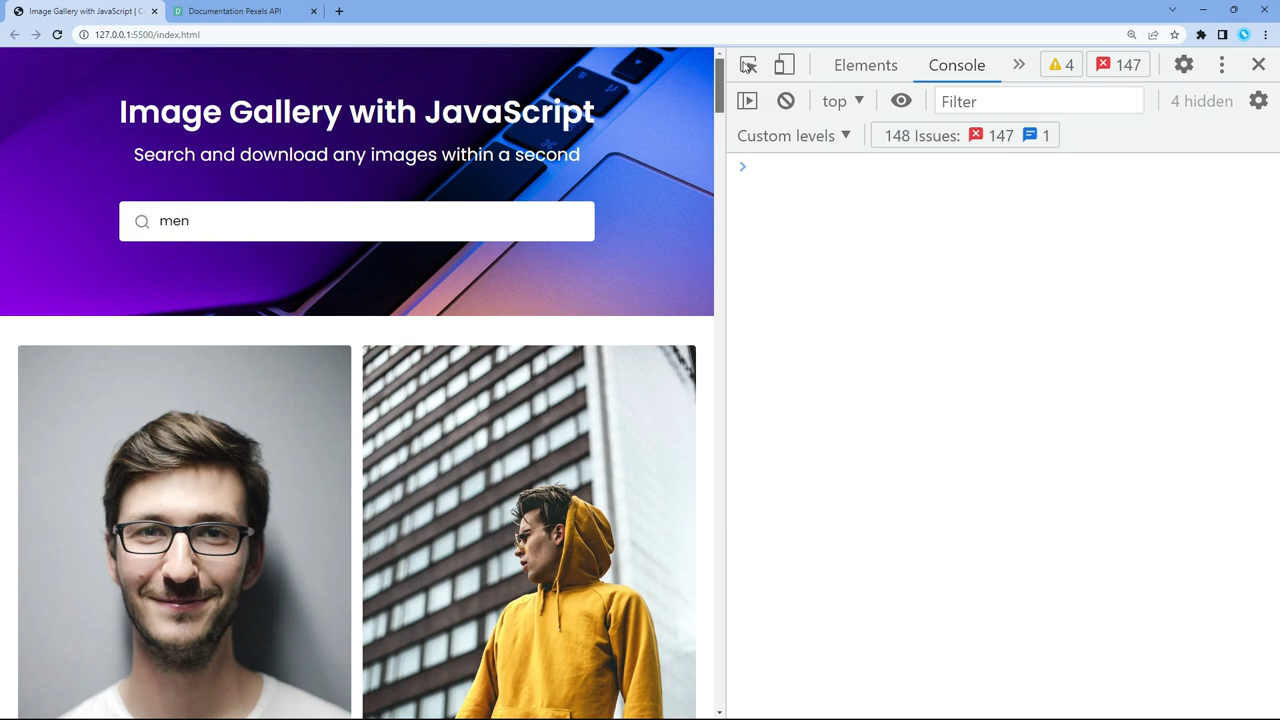 Image Gallery with JavaScript | C
Documentation Pexels API
127.0.0.1:5500/index.html
Image Gallery with JavaScript
Search and download any images within a second
men
Elements
Console
4
147
top
Filter
4 hidden
Custom levels
148 Issues: 147 1